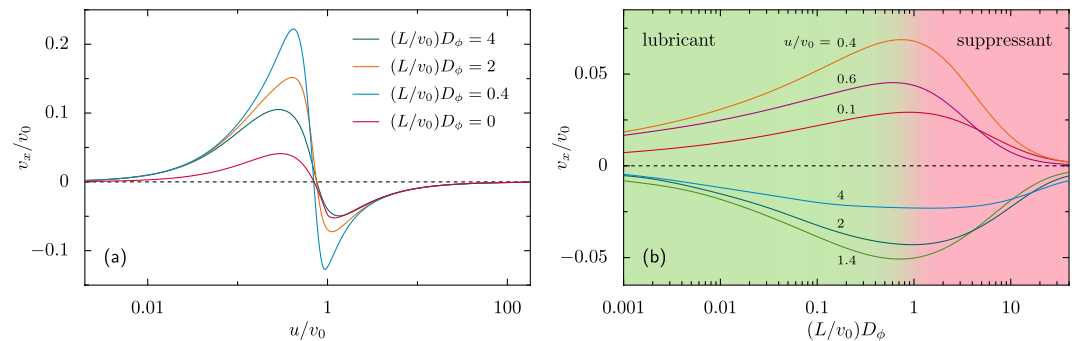 0.2
0.1
0
−0.1
v_x/v_0
(L/v_0)D_ϕ = 4
(L/v_0)D_ϕ = 2
(L/v_0)D_ϕ = 0.4
(L/v_0)D_ϕ = 0
(a)
0.01
1
100
u/v_0
0.05
0
−0.05
v_x/v_0
lubricant
u/v_0 = 0.4
suppressant
0.6
0.1
4
2
1.4
(b)
0.001
0.01
0.1
1
10
(L/v_0)D_ϕ